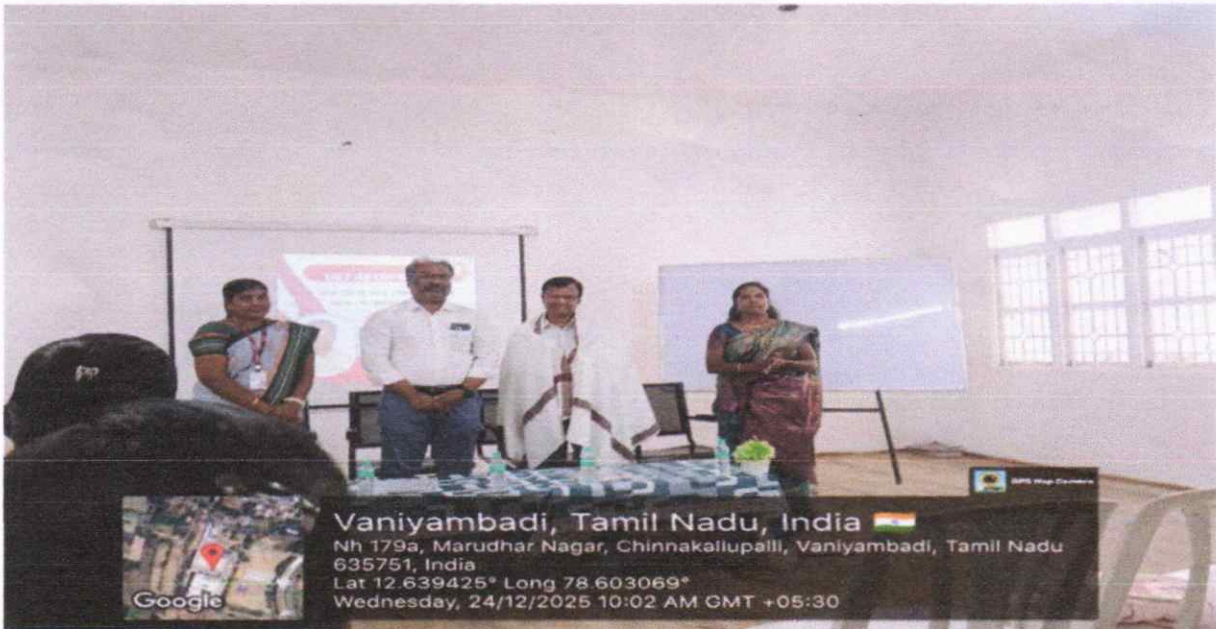 GPS Map Camera
Vaniyambadi, Tamil Nadu, India
Nh 179a, Marudhar Nagar, Chinnakallupalli, Vaniyambadi, Tamil Nadu
635751, India
Lat 12.639425° Long 78.603069°
Wednesday, 24/12/2025 10:02 AM GMT +05:30
Google